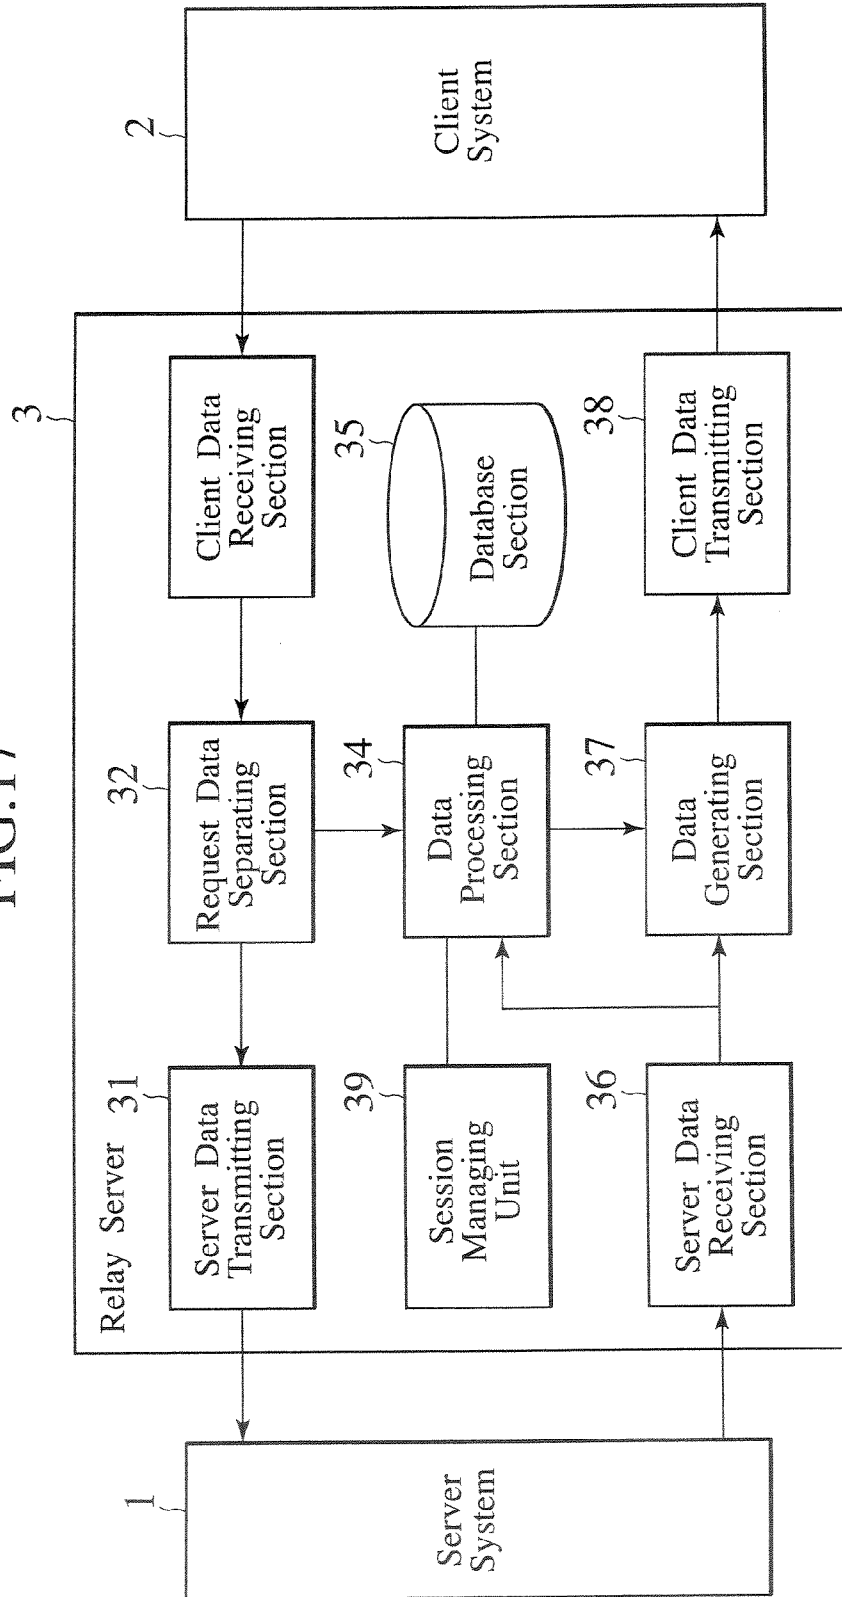 FIG.17
3
Relay Server
1
Server
System
31
Server Data
Transmitting
Section
32
Request Data
Separating
Section
Client Data
Receiving
Section
2
Client
System
39
Session
Managing
Unit
34
Data
Processing
Section
35
Database
Section
36
Server Data
Receiving
Section
37
Data
Generating
Section
38
Client Data
Transmitting
Section